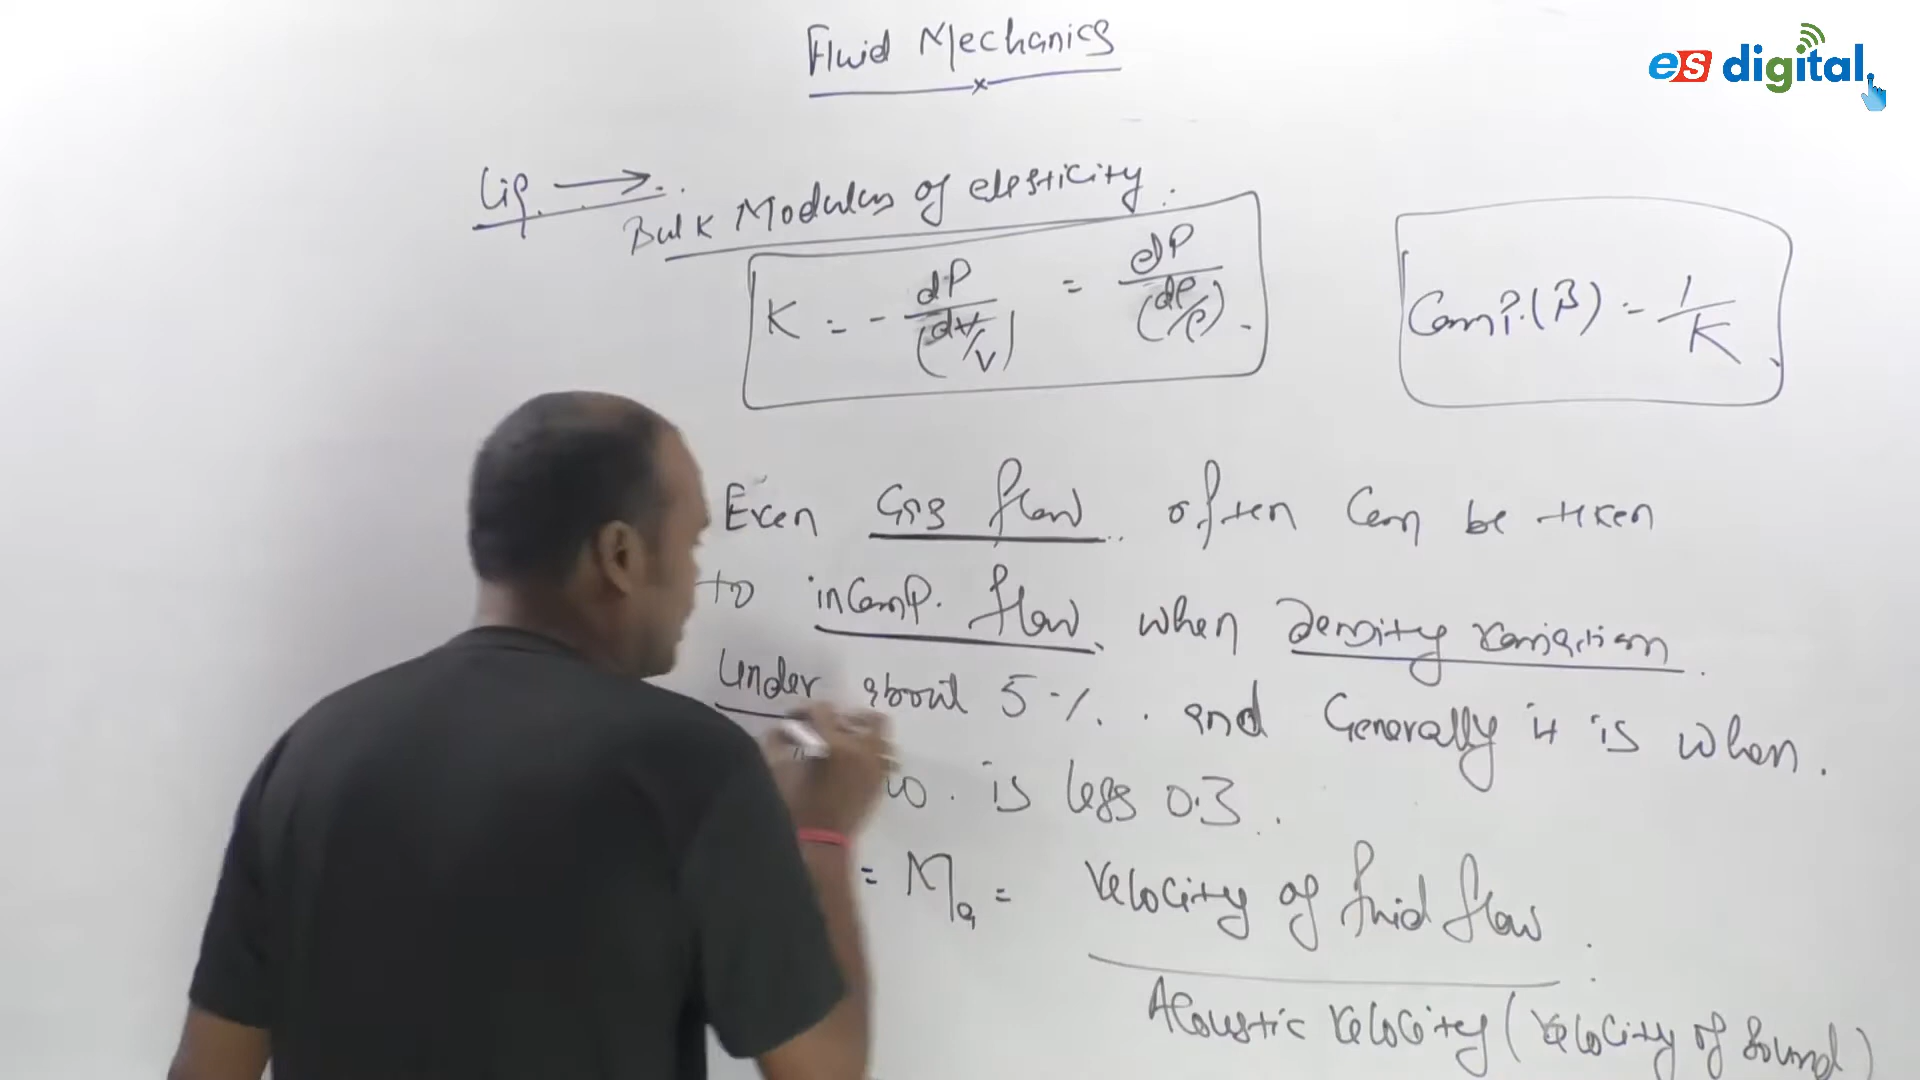 Fluid Mechanics
es digital
Liq →
Bulk Modulus of elasticity
K = - dP/(dV/V) = dP/(dρ/ρ)
Comp.(β) = 1/K
Even Gas flow often can be taken
to incomp. flow when density variation
under about 5%. and Generally it is when
is less 0.3
= Ma = Velocity of fluid flow
Acoustic velocity (velocity of sound)